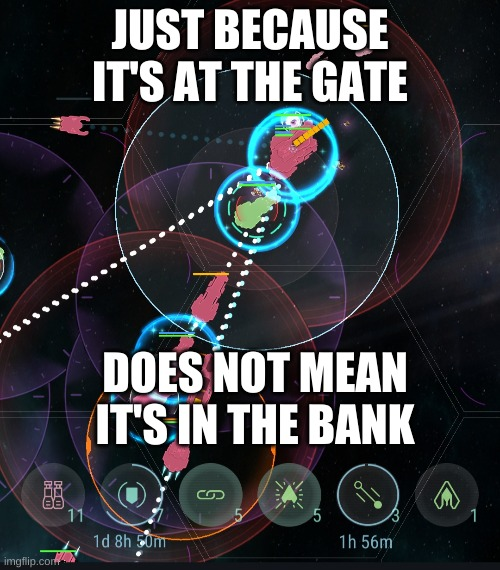 JUST BECAUSE
IT'S AT THE GATE
DOES NOT MEAN
IT'S IN THE BANK
11
7
5
5
3
1
1d 8h 50m
1h 56m
imgflip.com